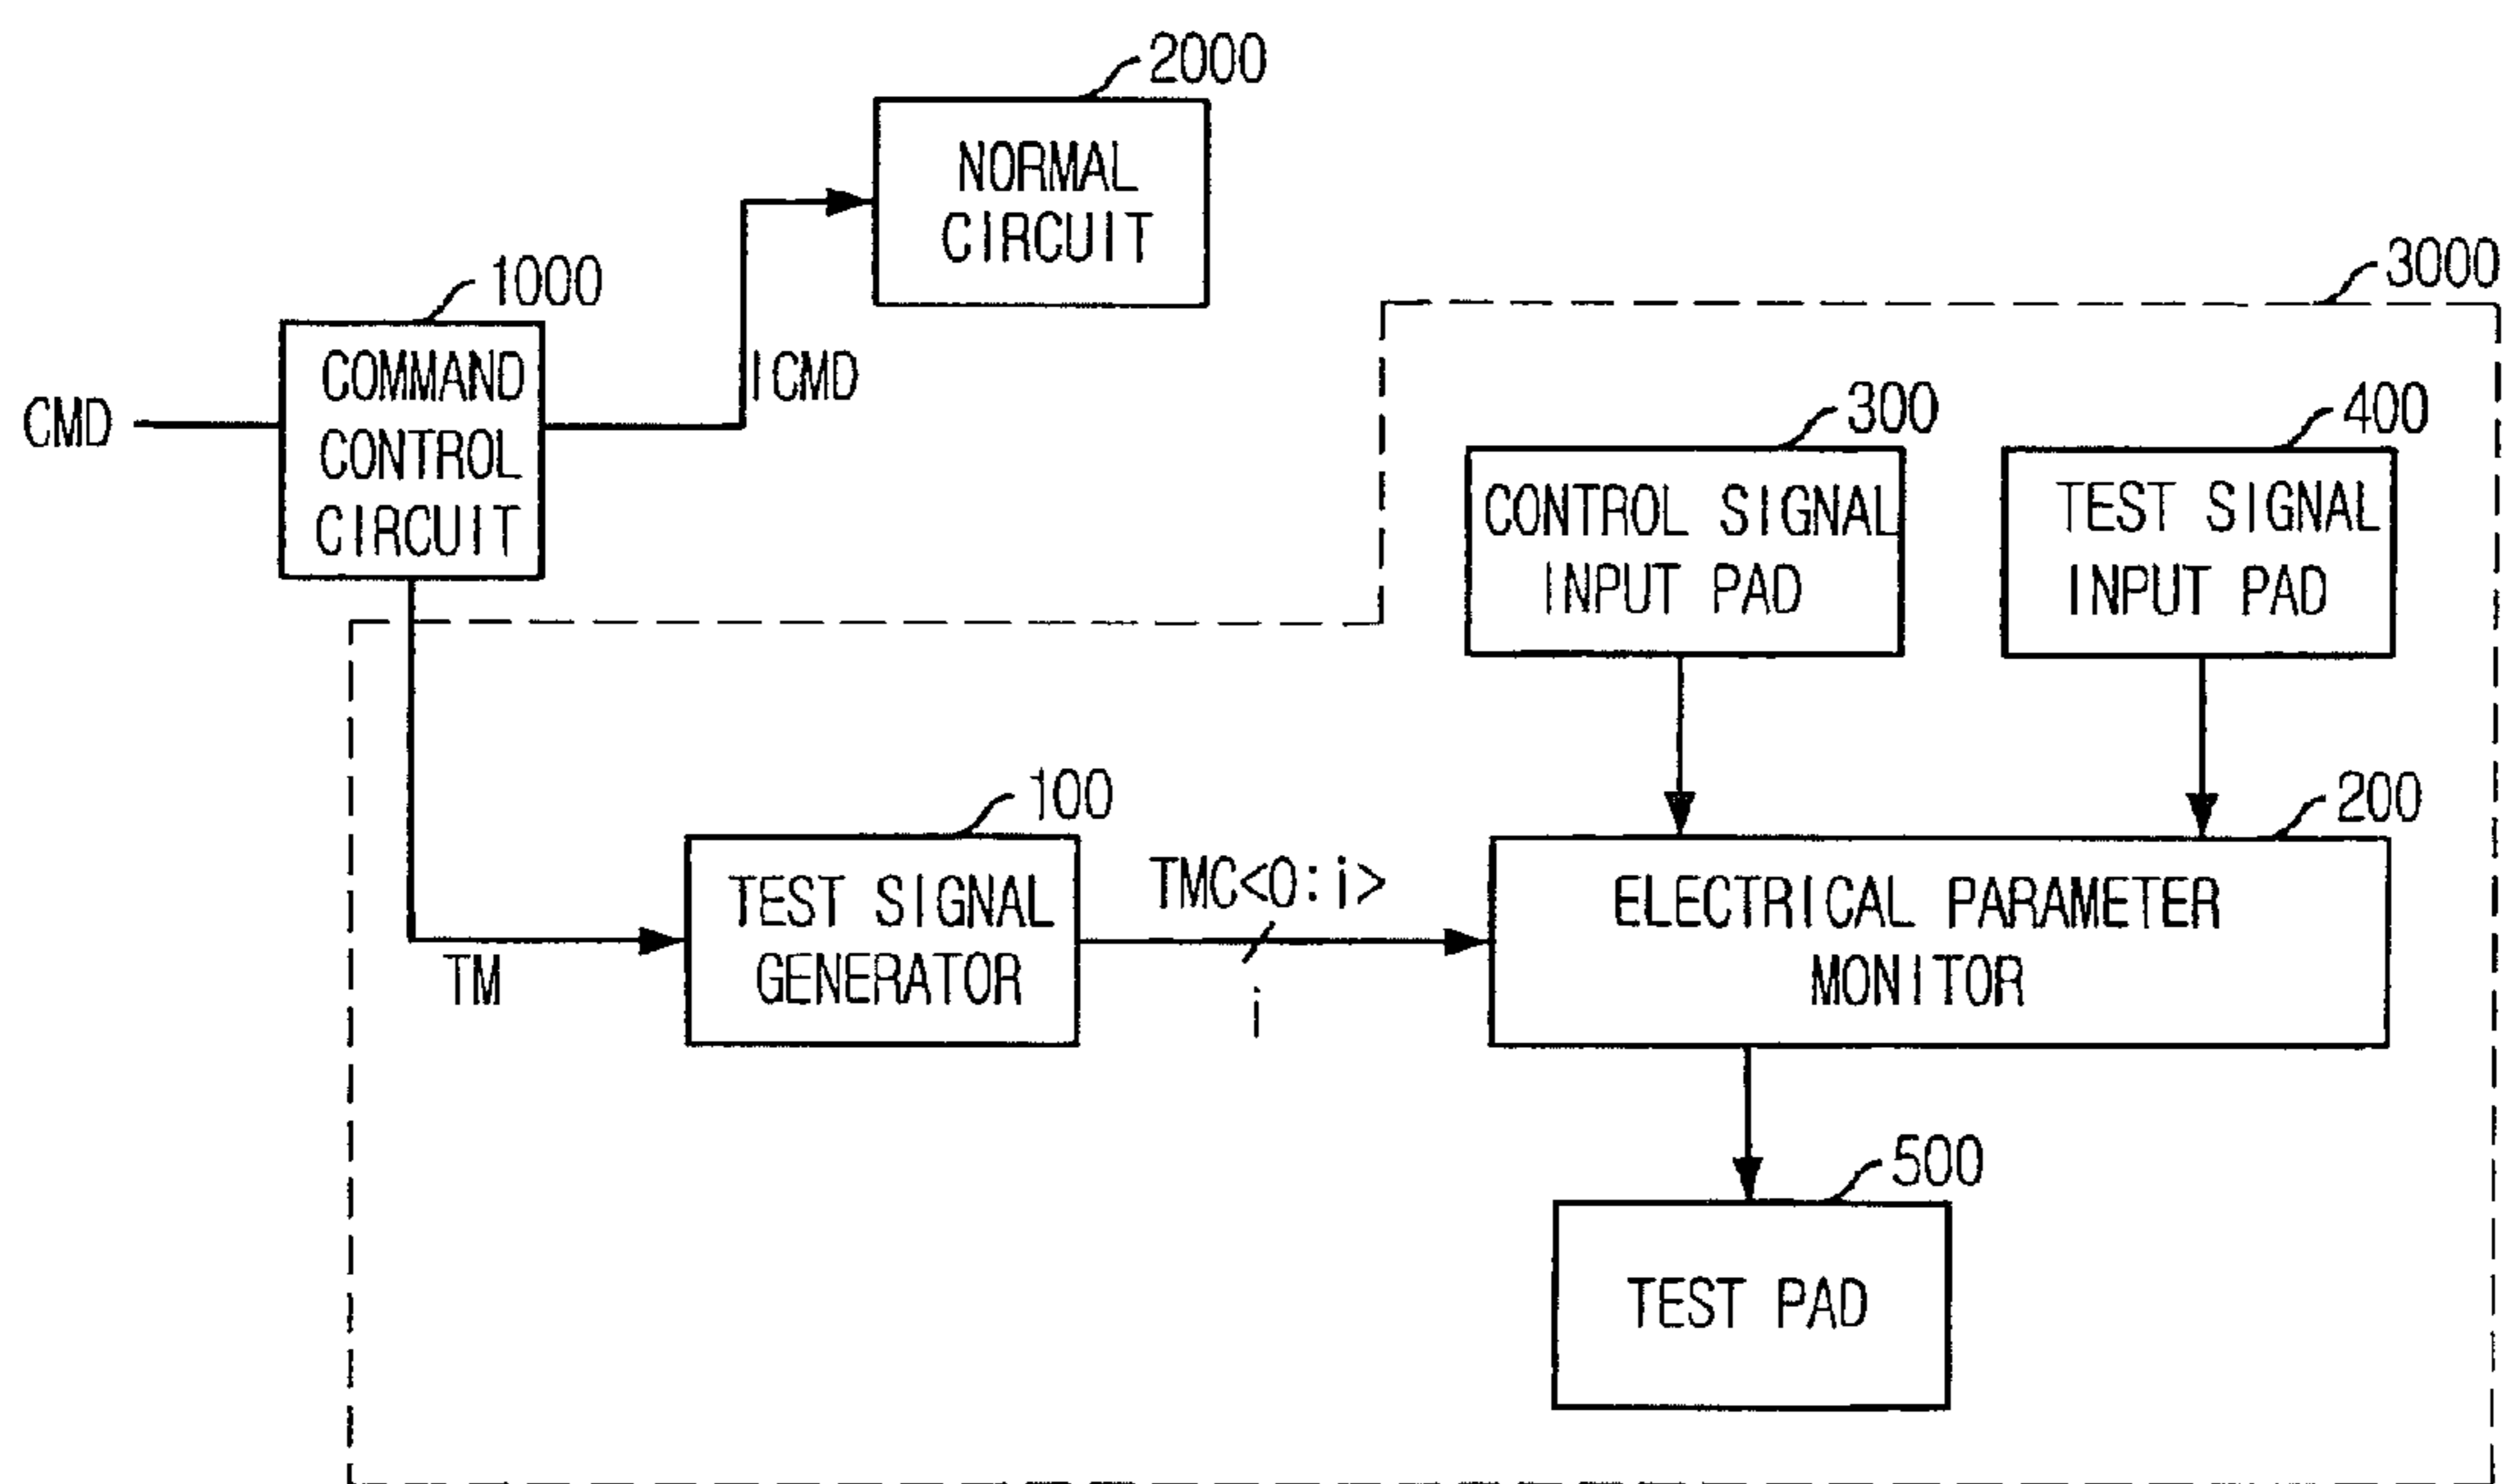 2000
NORMAL
CIRCUIT
3000
1000
COMMAND
CONTROL
CIRCUIT
CMD
ICMD
300
CONTROL SIGNAL
INPUT PAD
400
TEST SIGNAL
INPUT PAD
100
TEST SIGNAL
GENERATOR
TM
TMC<0:i>
i
200
ELECTRICAL PARAMETER
MONITOR
500
TEST PAD